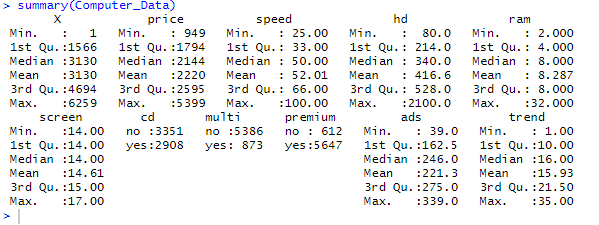 > summary(Computer_Data)
X price speed hd ram
Min. : 1 Min. : 949 Min. : 25.00 Min. : 80.0 Min. : 2.000
1st Qu.:1566 1st Qu.:1794 1st Qu.: 33.00 1st Qu.: 214.0 1st Qu.: 4.000
Median :3130 Median :2144 Median : 50.00 Median : 340.0 Median : 8.000
Mean :3130 Mean :2220 Mean : 52.01 Mean : 416.6 Mean : 8.287
3rd Qu.:4694 3rd Qu.:2595 3rd Qu.: 66.00 3rd Qu.: 528.0 3rd Qu.: 8.000
Max. :6259 Max. :5399 Max. :100.00 Max. :2100.0 Max. :32.000
screen cd multi premium ads trend
Min. :14.00 no :3351 no :5386 no : 612 Min. : 39.0 Min. : 1.00
1st Qu.:14.00 yes:2908 yes: 873 yes:5647 1st Qu.:162.5 1st Qu.:10.00
Median :14.00 Median :246.0 Median :16.00
Mean :14.61 Mean :221.3 Mean :15.93
3rd Qu.:15.00 3rd Qu.:275.0 3rd Qu.:21.50
Max. :17.00 Max. :339.0 Max. :35.00
>